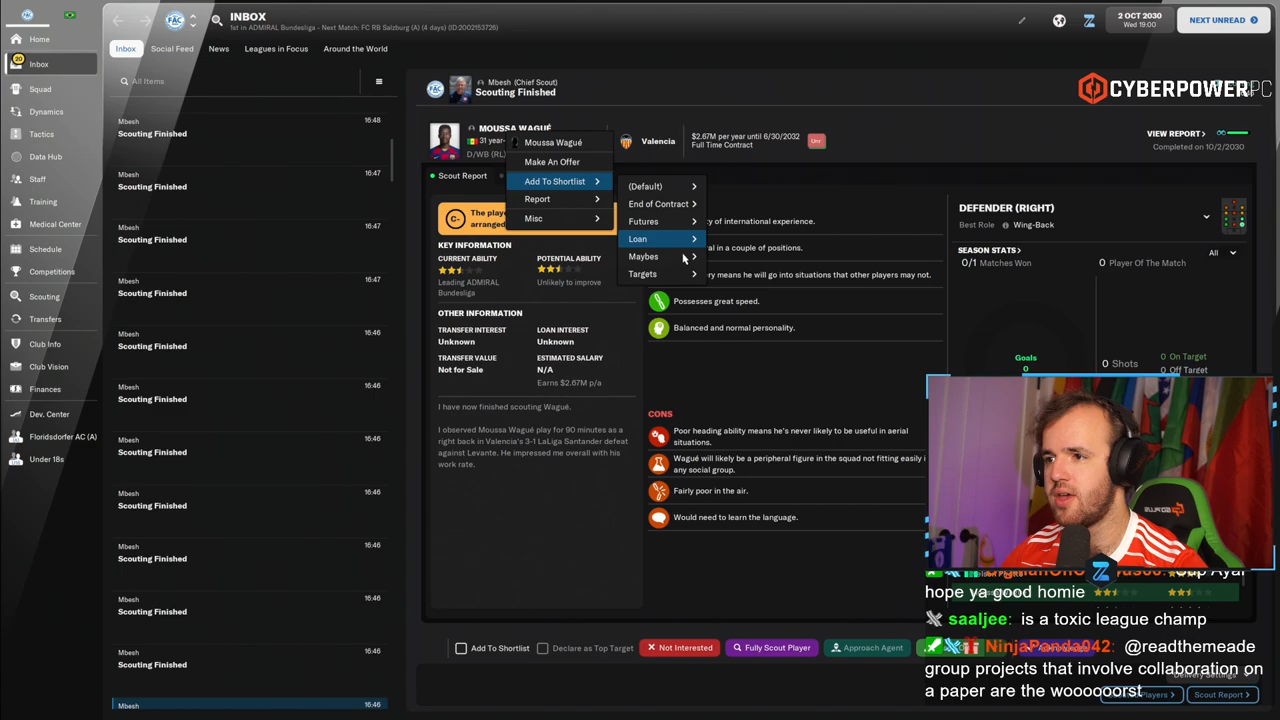 INBOX
1st in ADMIRAL Bundesliga - Next Match: FC RB Salzburg (A) (4 days) (ID:2002153726)
2 OCT 2030
Wed 19:00
NEXT UNREAD
Home
20
Inbox
Squad
Dynamics
Tactics
Data Hub
Staff
Training
Medical Center
Schedule
Competitions
Scouting
Transfers
Club Info
Club Vision
Finances
Dev. Center
Floridsdorfer AC (A)
Under 18s
Inbox
Social Feed
News
Leagues in Focus
Around the World
All Items
Mbesh
16:48
Scouting Finished
Mbesh
16:47
Scouting Finished
Mbesh
16:47
Scouting Finished
Mbesh
16:47
Scouting Finished
Mbesh
16:46
Scouting Finished
Mbesh
16:46
Scouting Finished
Mbesh
16:46
Scouting Finished
Mbesh
16:46
Scouting Finished
Mbesh
16:46
Scouting Finished
Mbesh
16:46
Scouting Finished
Mbesh
16:46
Scouting Finished
Mbesh
16:46
Mbesh (Chief Scout)
Scouting Finished
CYBERPOWERPC
MOUSSA WAGUÉ
31 year-
D/WB (RL)
Valencia
$2.67M per year until 6/30/2032
Full Time Contract
Unr
VIEW REPORT
Completed on 10/2/2030
Moussa Wagué
Make An Offer
Add To Shortlist
Report
Misc
(Default)
End of Contract
Futures
Loan
Maybes
Targets
Scout Report
C-
The playe
arranged
KEY INFORMATION
CURRENT ABILITY
Leading ADMIRAL
Bundesliga
POTENTIAL ABILITY
Unlikely to improve
OTHER INFORMATION
TRANSFER INTEREST
Unknown
LOAN INTEREST
Unknown
TRANSFER VALUE
Not for Sale
ESTIMATED SALARY
N/A
Earns $2.67M p/a
I have now finished scouting Wagué.
I observed Moussa Wagué play for 90 minutes as a
right back in Valencia's 3-1 LaLiga Santander defeat
against Levante. He impressed me overall with his
work rate.
y of international experience.
ral in a couple of positions.
ery means he will go into situations that other players may not.
Possesses great speed.
Balanced and normal personality.
CONS
Poor heading ability means he's never likely to be useful in aerial
situations.
Wagué will likely be a peripheral figure in the squad not fitting easily i
any social group.
Fairly poor in the air.
Would need to learn the language.
DEFENDER (RIGHT)
Best Role
Wing-Back
SEASON STATS
All
0/1 Matches Won
0 Player Of The Match
Goals
0
0 Shots
0 On Target
0 Off Target
hope ya good homie
saaljee: is a toxic league champ
NinjaPanda042: @readthemeade
group projects that involve collaboration on
a paper are the woooooorst
Add To Shortlist
Declare as Top Target
Not Interested
Fully Scout Player
Approach Agent
Delivery Settings
Players
Scout Report